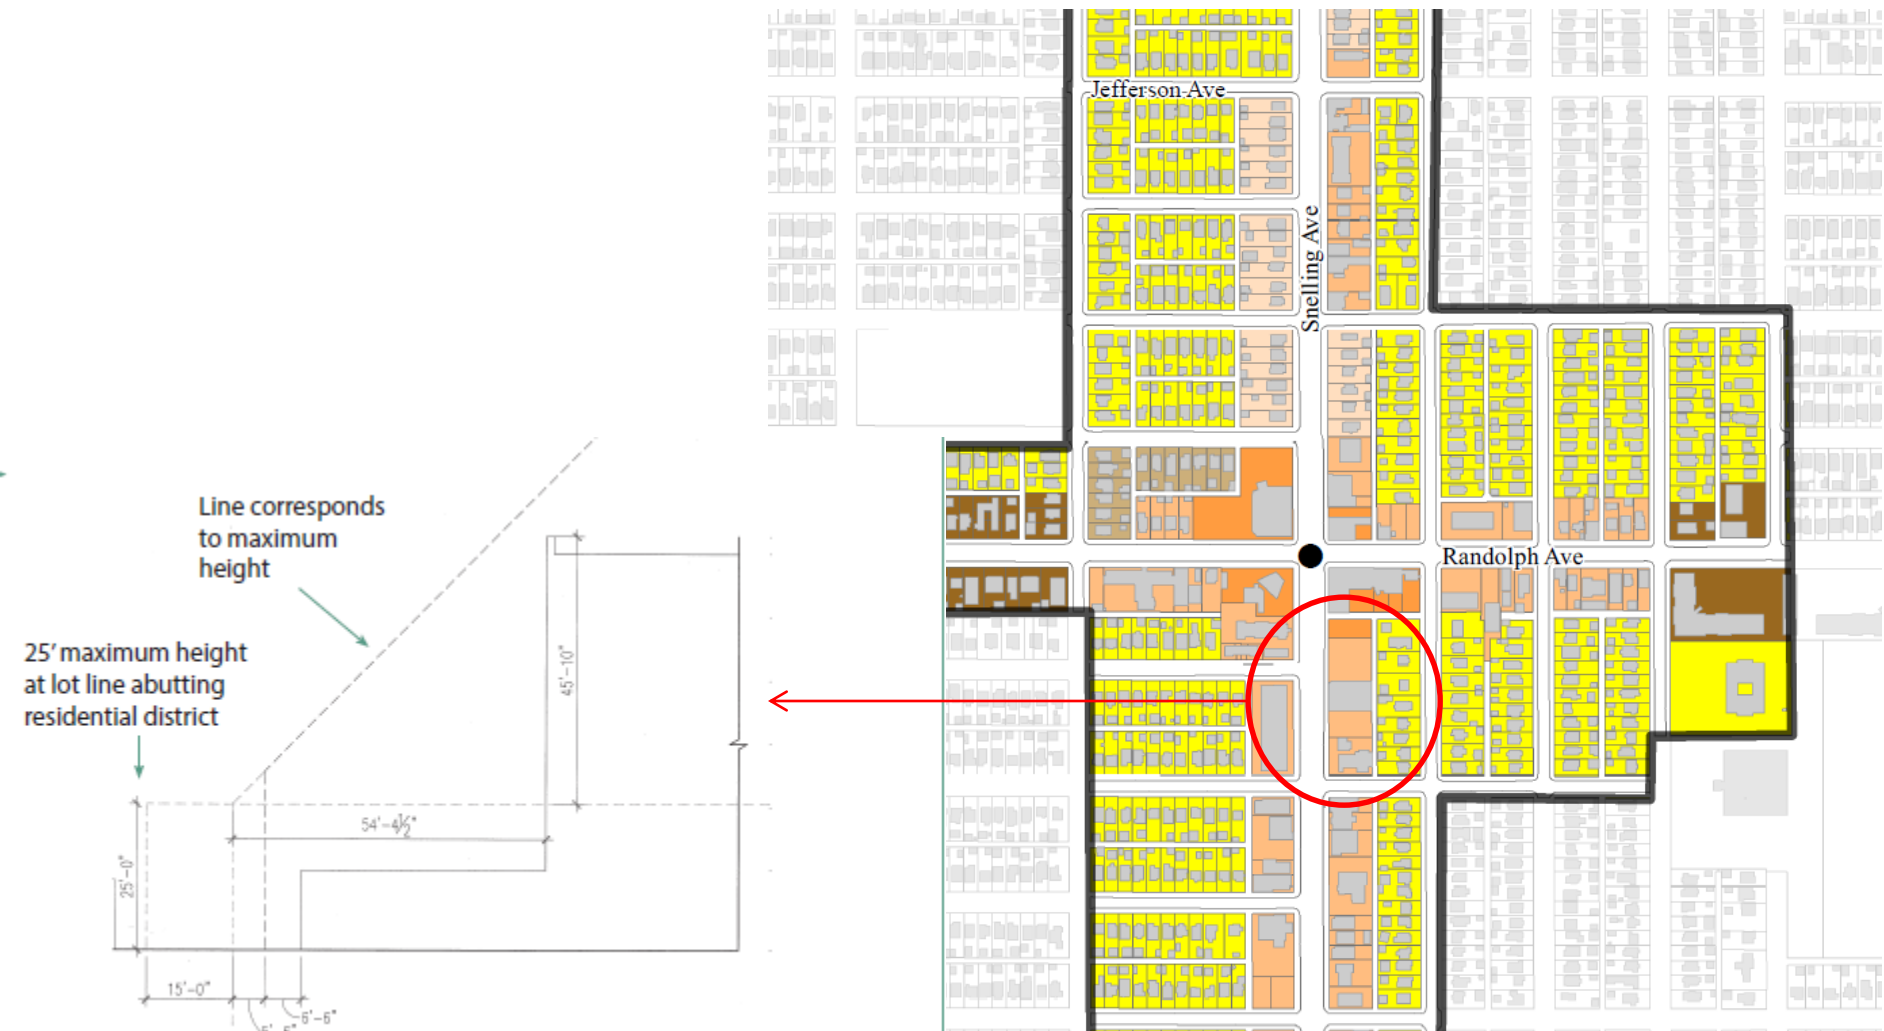 Jefferson Ave
Snelling Ave
Randolph Ave
Line corresponds
to maximum
height
25' maximum height
at lot line abutting
residential district
45'-10"
54'-4½"
25'-0"
15'-0"
6'-6"